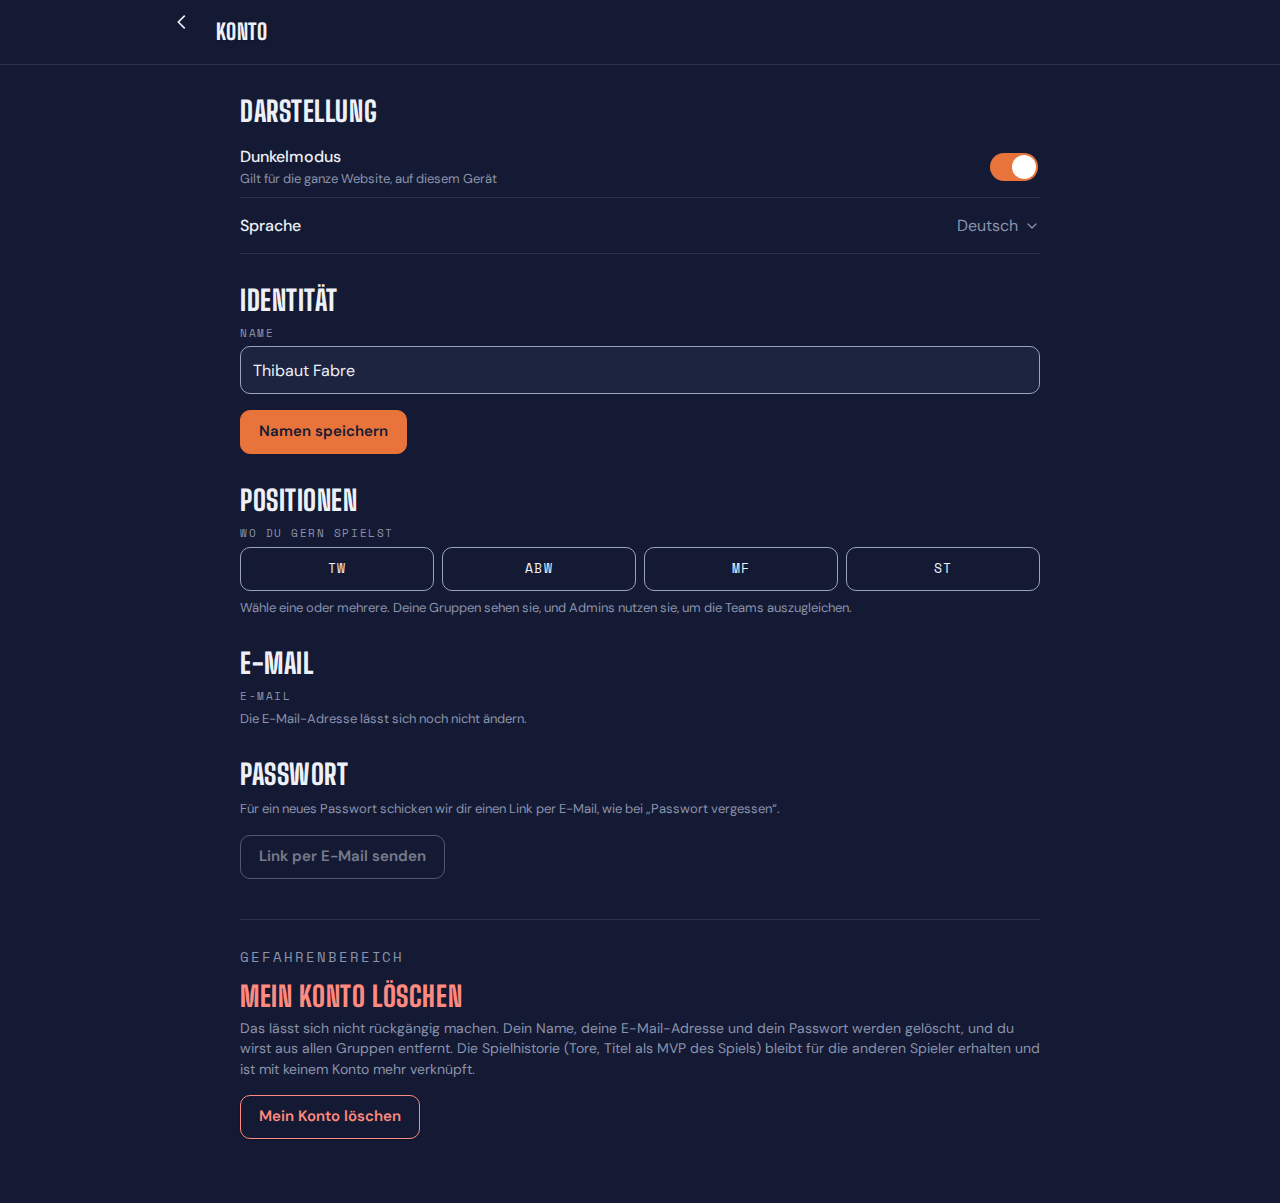 KONTO
DARSTELLUNG
Dunkelmodus
Gilt für die ganze Website, auf diesem Gerät
Sprache
Deutsch
IDENTITÄT
NAME
Thibaut Fabre
Namen speichern
POSITIONEN
WO DU GERN SPIELST
TW
ABW
MF
ST
Wähle eine oder mehrere. Deine Gruppen sehen sie, und Admins nutzen sie, um die Teams auszugleichen.
E-MAIL
E-MAIL
Die E-Mail-Adresse lässt sich noch nicht ändern.
PASSWORT
Für ein neues Passwort schicken wir dir einen Link per E-Mail, wie bei „Passwort vergessen“.
Link per E-Mail senden
GEFAHRENBEREICH
MEIN KONTO LÖSCHEN
Das lässt sich nicht rückgängig machen. Dein Name, deine E-Mail-Adresse und dein Passwort werden gelöscht, und du
wirst aus allen Gruppen entfernt. Die Spielhistorie (Tore, Titel als MVP des Spiels) bleibt für die anderen Spieler erhalten und
ist mit keinem Konto mehr verknüpft.
Mein Konto löschen